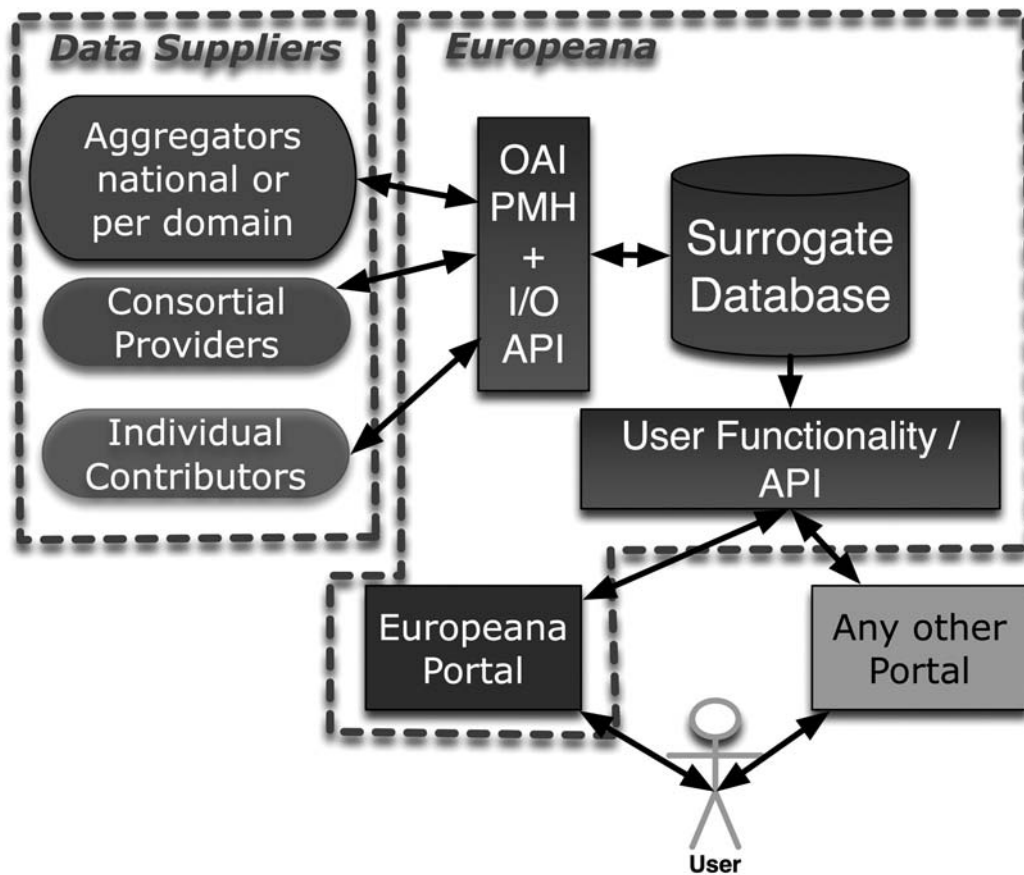 Data Suppliers
Aggregators
national or
per domain
Consortial
Providers
Individual
Contributors
Europeana
OAI
PMH
+
I/O
API
Surrogate
Database
User Functionality /
API
Europeana
Portal
Any other
Portal
User